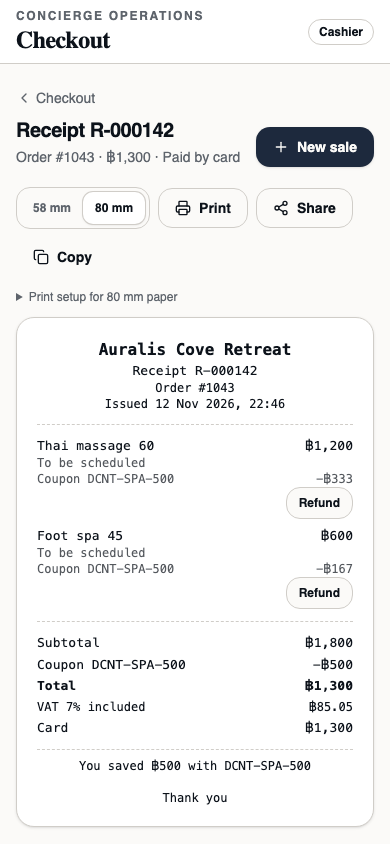 CONCIERGE OPERATIONS
Checkout
Cashier
Checkout
Receipt R-000142
Order #1043 · ฿1,300 · Paid by card
New sale
58 mm
80 mm
Print
Share
Copy
Print setup for 80 mm paper
Auralis Cove Retreat
Receipt R-000142
Order #1043
Issued 12 Nov 2026, 22:46
Thai massage 60 ฿1,200
To be scheduled
Coupon DCNT-SPA-500 -฿333
Refund
Foot spa 45 ฿600
To be scheduled
Coupon DCNT-SPA-500 -฿167
Refund
Subtotal ฿1,800
Coupon DCNT-SPA-500 -฿500
Total ฿1,300
VAT 7% included ฿85.05
Card ฿1,300
You saved ฿500 with DCNT-SPA-500
Thank you